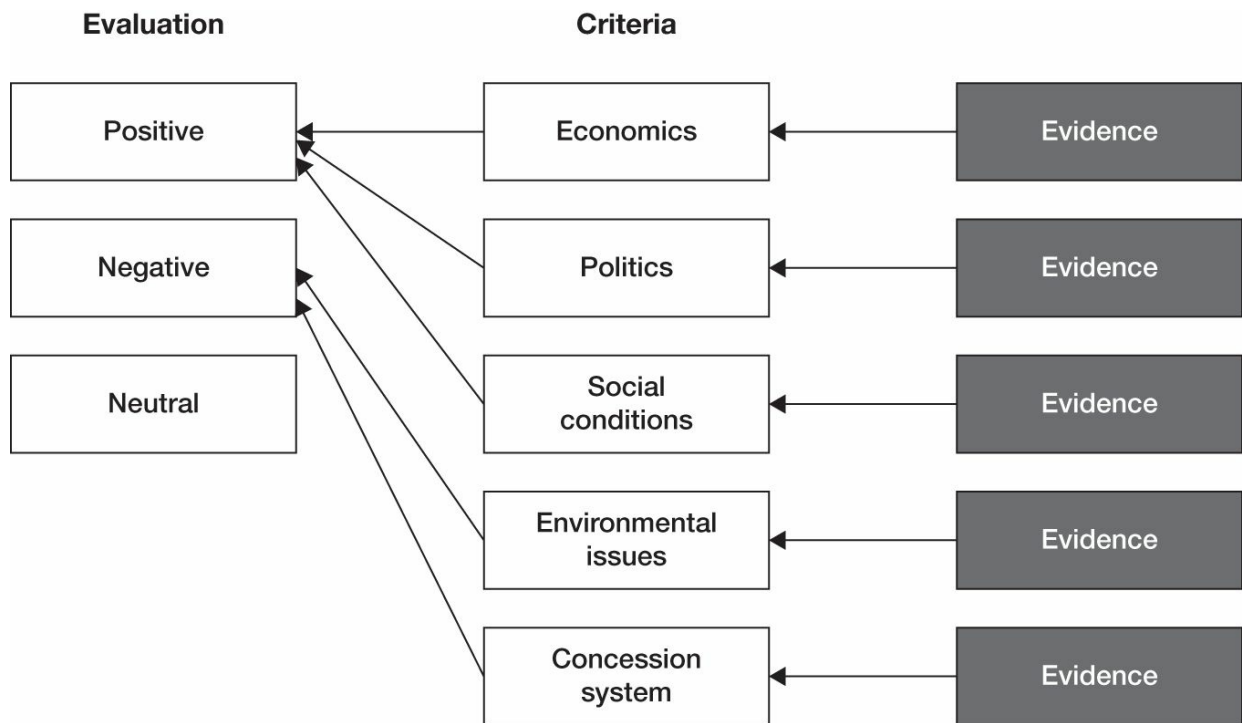 Evaluation
Criteria
Positive
Economics
Evidence
Negative
Politics
Evidence
Neutral
Social
conditions
Evidence
Environmental
issues
Evidence
Concession
system
Evidence